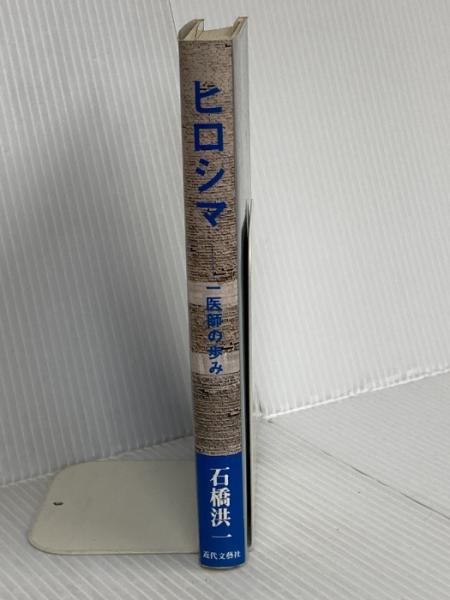 ヒロシマ
一医師の歩み
石橋洪一
近代文藝社